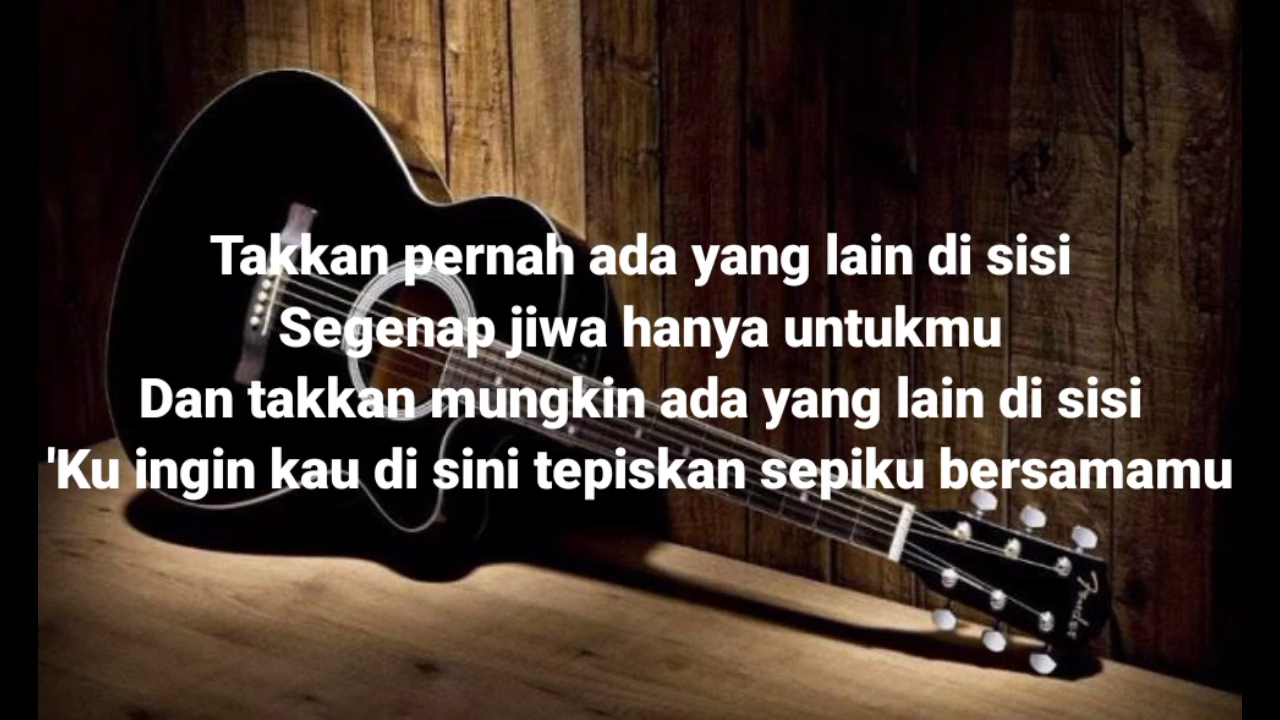 Takkan pernah ada yang lain di sisi
Segenap jiwa hanya untukmu
Dan takkan mungkin ada yang lain di sisi
'Ku ingin kau di sini tepiskan sepiku bersamamu
Fender